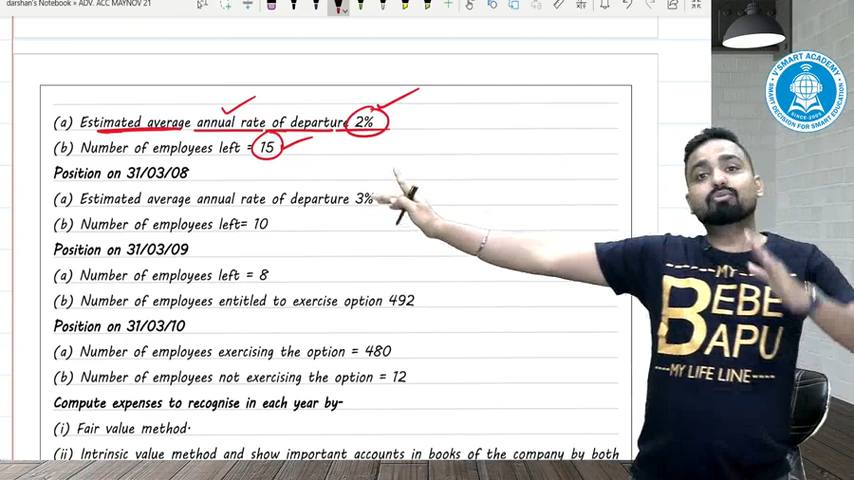 darshan's Notebook » ADV. ACC MAYNOV 21
(a) Estimated average annual rate of departure 2%
(b) Number of employees left = 15
Position on 31/03/08
(a) Estimated average annual rate of departure 3%
(b) Number of employees left= 10
Position on 31/03/09
(a) Number of employees left = 8
(b) Number of employees entitled to exercise option 492
Position on 31/03/10
(a) Number of employees exercising the option = 480
(b) Number of employees not exercising the option = 12
Compute expenses to recognise in each year by-
(i) Fair value method.
(ii) Intrinsic value method and show important accounts in books of the company by both
V'SMART ACADEMY
SINCE-2003
SMART DECISION FOR SMART EDUCATION
MY
BEBE
BAPU
MY LIFE LINE